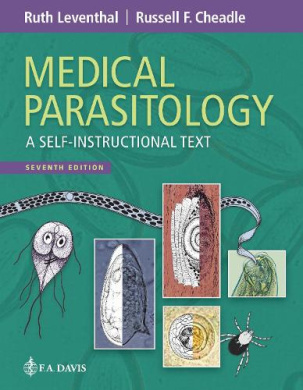 Ruth Leventhal | Russell F. Cheadle
MEDICAL
PARASITOLOGY
A SELF-INSTRUCTIONAL TEXT
SEVENTH EDITION
F.A. DAVIS